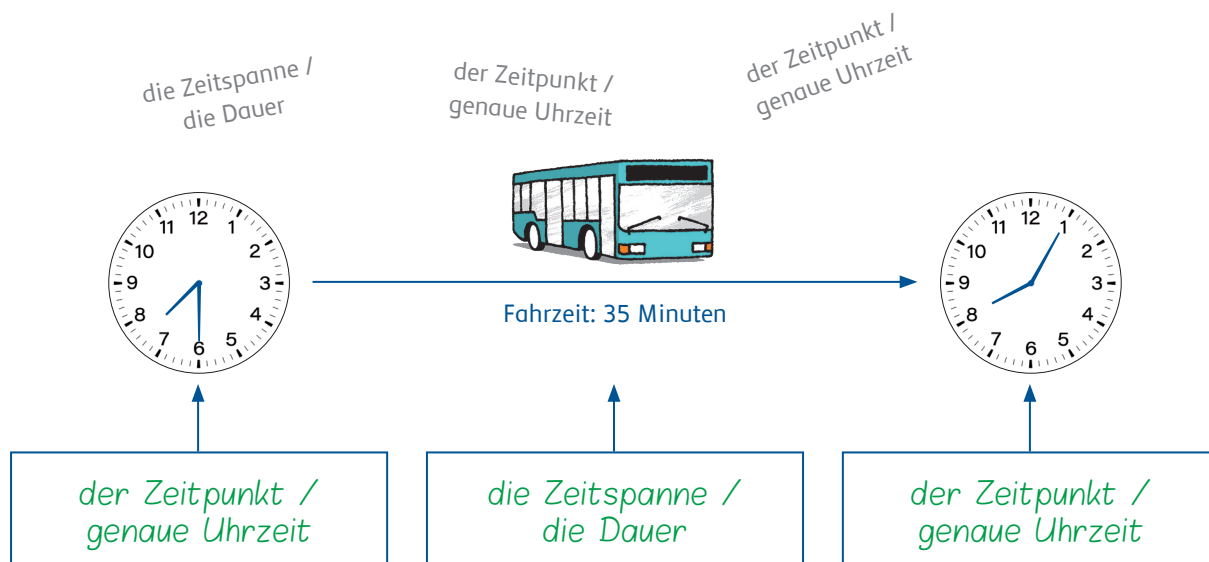 die Zeitspanne /
die Dauer
der Zeitpunkt /
genaue Uhrzeit
der Zeitpunkt /
genaue Uhrzeit
12
1
2
3
4
5
6
7
8
9
10
11
Fahrzeit: 35 Minuten
12
1
2
3
4
5
6
7
8
9
10
11
der Zeitpunkt /
genaue Uhrzeit
die Zeitspanne /
die Dauer
der Zeitpunkt /
genaue Uhrzeit